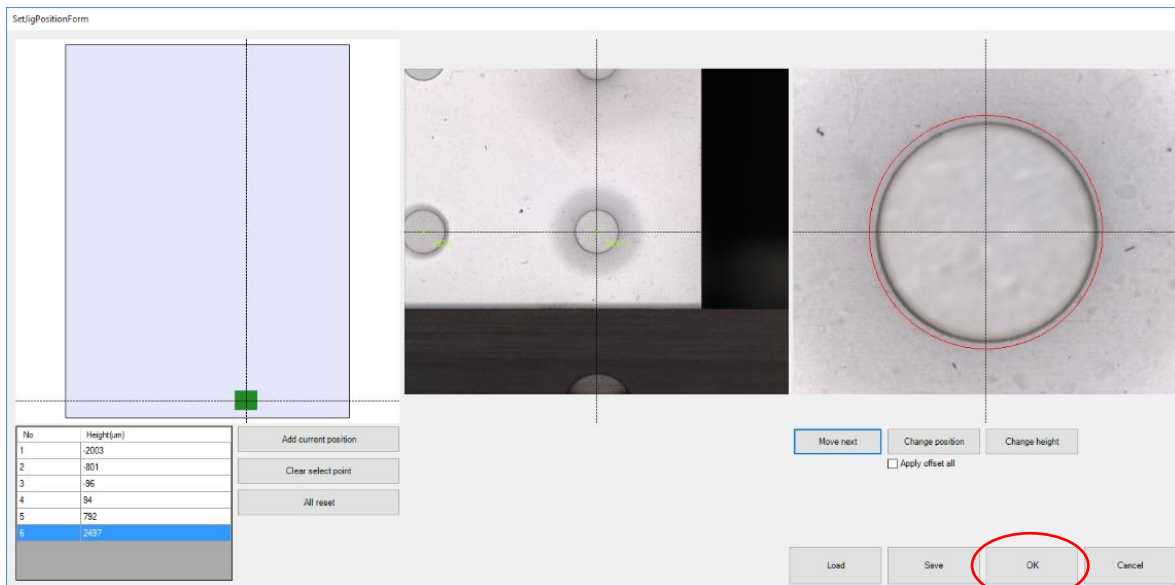 SetJigPositionForm
No Height(um)
1 -2003
2 -801
3 -96
4 94
5 792
6 2497
Add current position
Clear select point
All reset
Move next Change position Change height
Apply offset all
Load Save OK Cancel